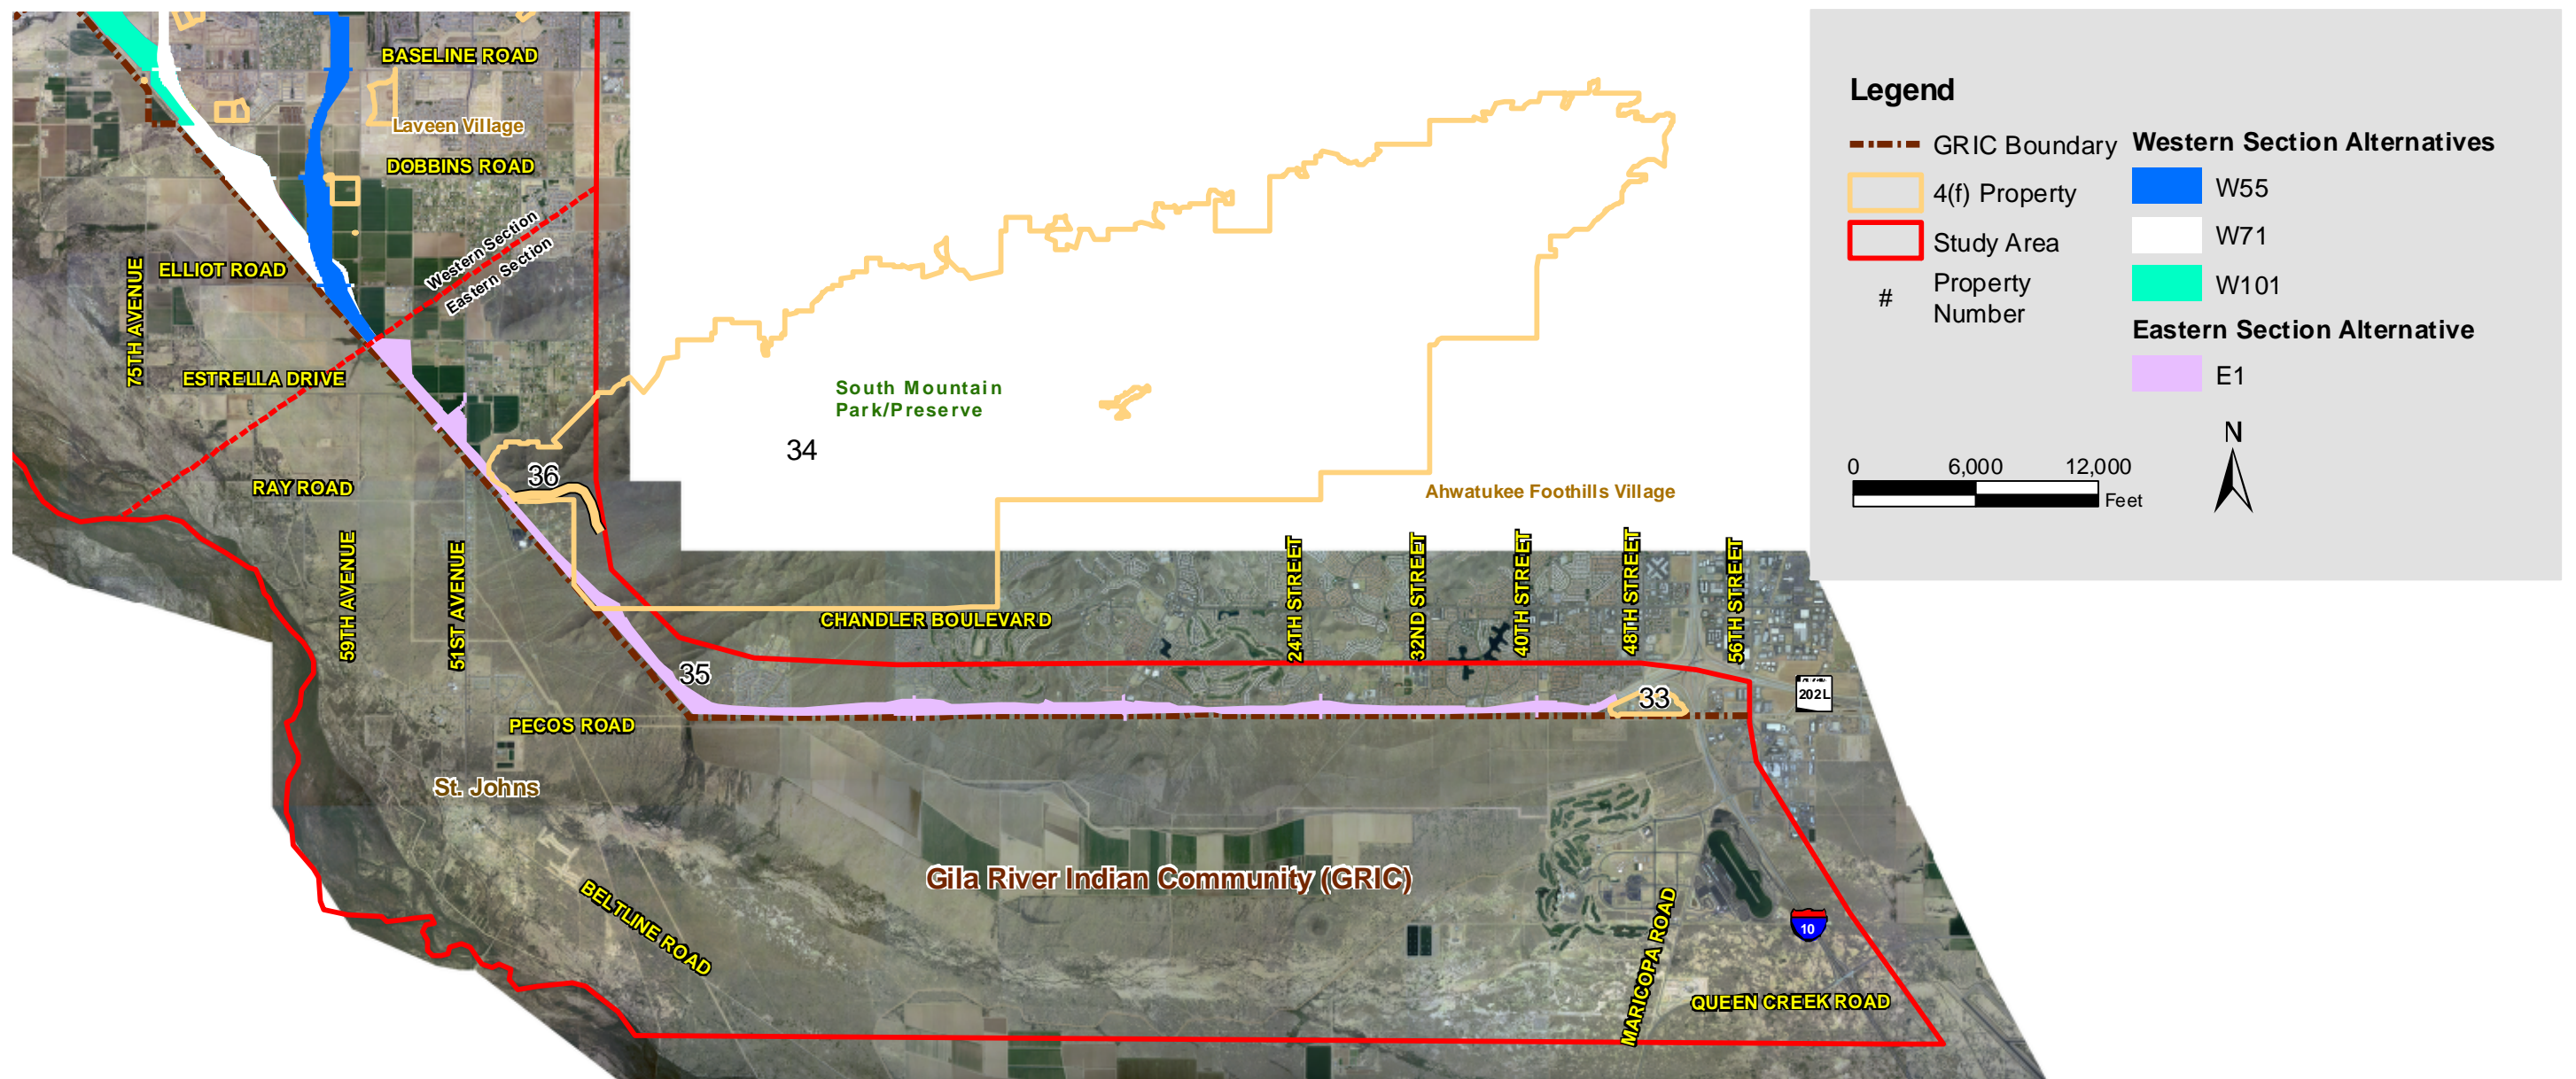 BASELINE ROAD
Laveen Village
DOBBINS ROAD
Western Section
Eastern Section
75TH AVENUE
ELLIOT ROAD
ESTRELLA DRIVE
South Mountain
Park/Preserve
34
36
RAY ROAD
Ahwatukee Foothills Village
59TH AVENUE
51ST AVENUE
24TH STREET
32ND STREET
40TH STREET
48TH STREET
56TH STREET
CHANDLER BOULEVARD
35
33
202L
PECOS ROAD
St. Johns
Gila River Indian Community (GRIC)
BELTLINE ROAD
MARICOPA ROAD
10
QUEEN CREEK ROAD
Legend
GRIC Boundary
4(f) Property
Study Area
# Property
Number
Western Section Alternatives
W55
W71
W101
Eastern Section Alternative
E1
N
0 6,000 12,000
Feet